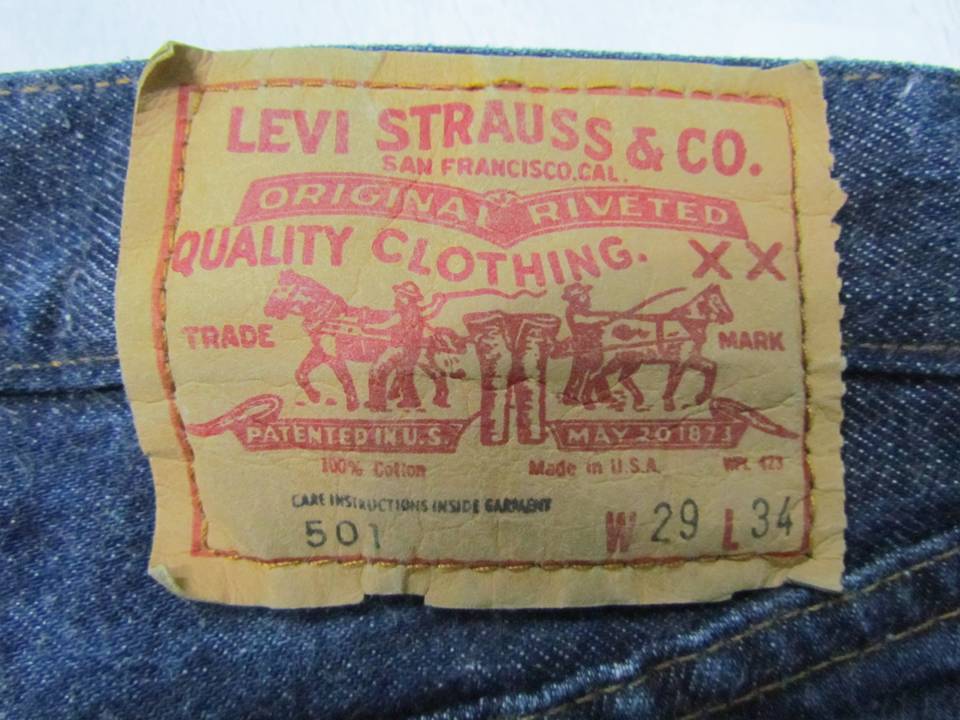 LEVI STRAUSS & CO.
SAN FRANCISCO, CAL.
ORIGINAL RIVETED
QUALITY CLOTHING. XX
TRADE MARK
PATENTED IN U.S. MAY 20 1873
100% Cotton Made in U.S.A. WPL 423
CARE INSTRUCTIONS INSIDE GARMENT
501 W 29 L 34